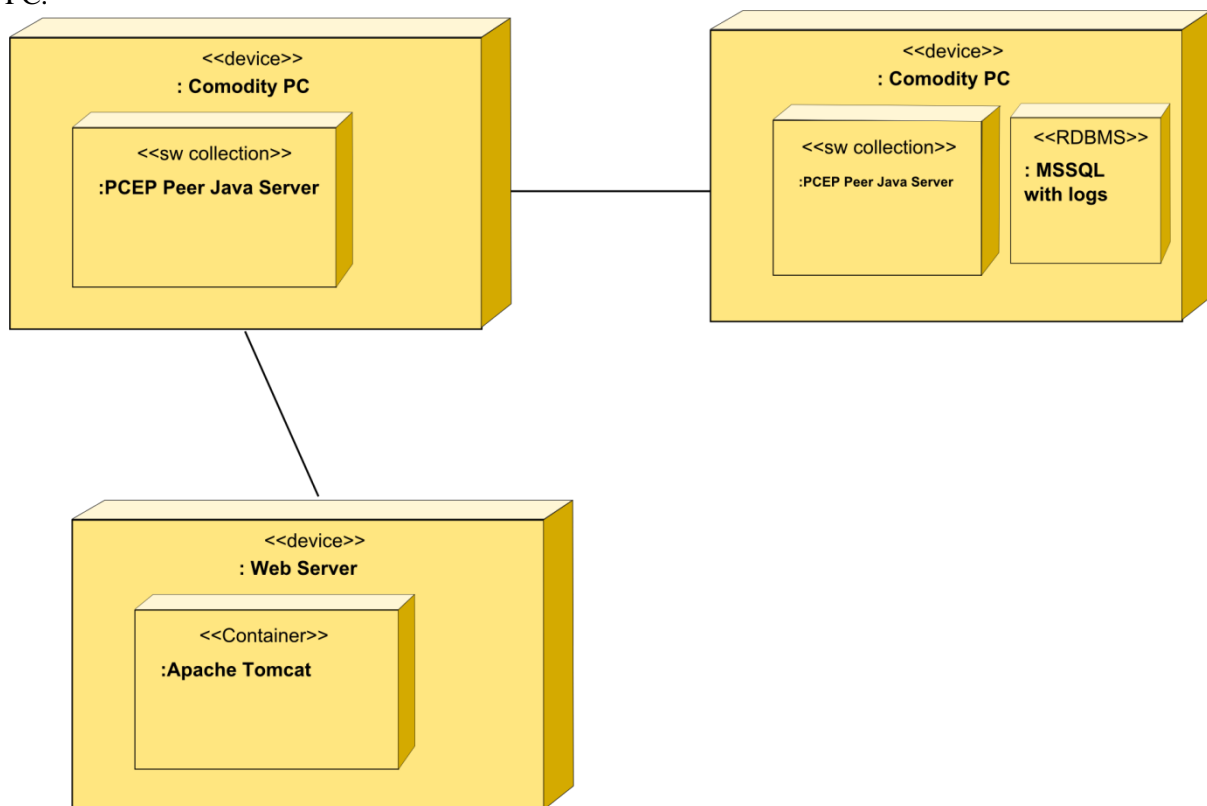 PC.
<<device>>
: Comodity PC
<<sw collection>>
:PCEP Peer Java Server
<<device>>
: Comodity PC
<<sw collection>>
:PCEP Peer Java Server
<<RDBMS>>
: MSSQL
with logs
<<device>>
: Web Server
<<Container>>
:Apache Tomcat